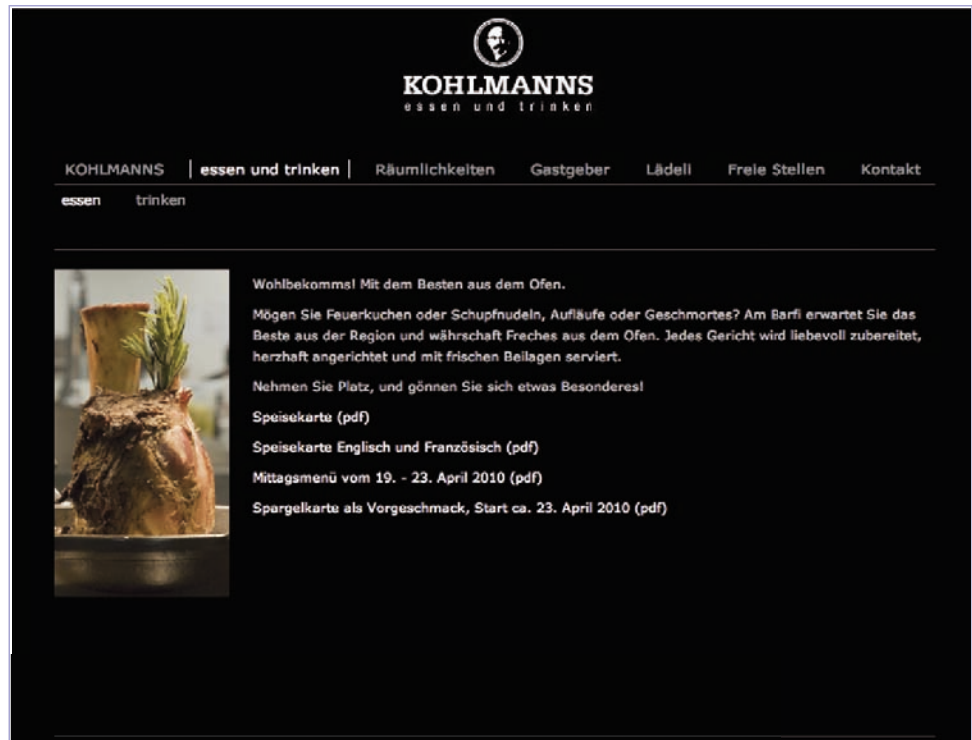 KOHLMANNS
essen und trinken
KOHLMANNS essen und trinken Räumlichkeiten Gastgeber Lädeli Freie Stellen Kontakt
essen trinken
Wohlbekomms! Mit dem Besten aus dem Ofen.
Mögen Sie Feuerkuchen oder Schupfnudeln, Aufläufe oder Geschmortes? Am Barfi erwartet Sie das
Beste aus der Region und währschaft Freches aus dem Ofen. Jedes Gericht wird liebevoll zubereitet,
herzhaft angerichtet und mit frischen Beilagen serviert.
Nehmen Sie Platz, und gönnen Sie sich etwas Besonderes!
Speisekarte (pdf)
Speisekarte Englisch und Französisch (pdf)
Mittagsmenü vom 19. - 23. April 2010 (pdf)
Spargelkarte als Vorgeschmack, Start ca. 23. April 2010 (pdf)